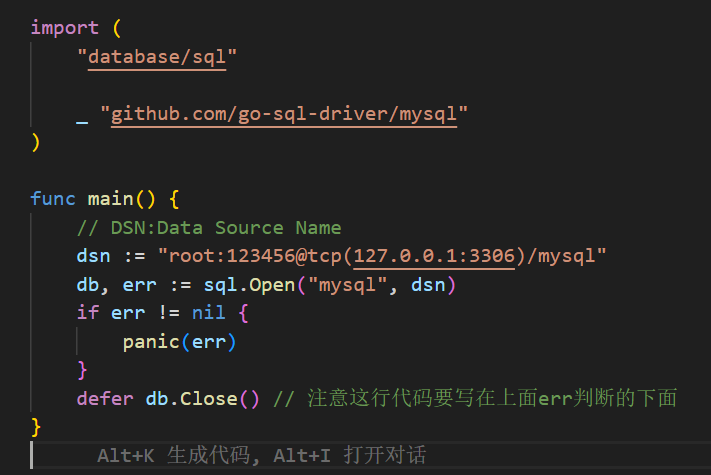 import (
    "database/sql"

    _ "github.com/go-sql-driver/mysql"
)

func main() {
    // DSN:Data Source Name
    dsn := "root:123456@tcp(127.0.0.1:3306)/mysql"
    db, err := sql.Open("mysql", dsn)
    if err != nil {
        panic(err)
    }
    defer db.Close() // 注意这行代码要写在上面err判断的下面
}
Alt+K 生成代码, Alt+I 打开对话